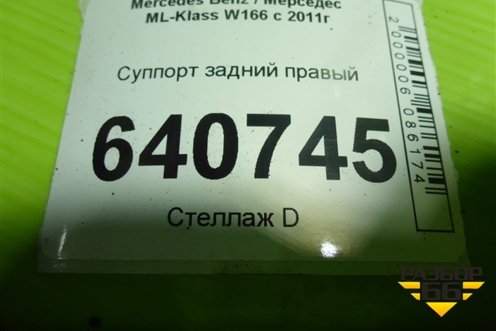 Mercedes Benz / Мерседес
ML-Klass W166 с 2011г
Суппорт задний правый
640745
Стеллаж D
2000006086174
РАЗБОР
66